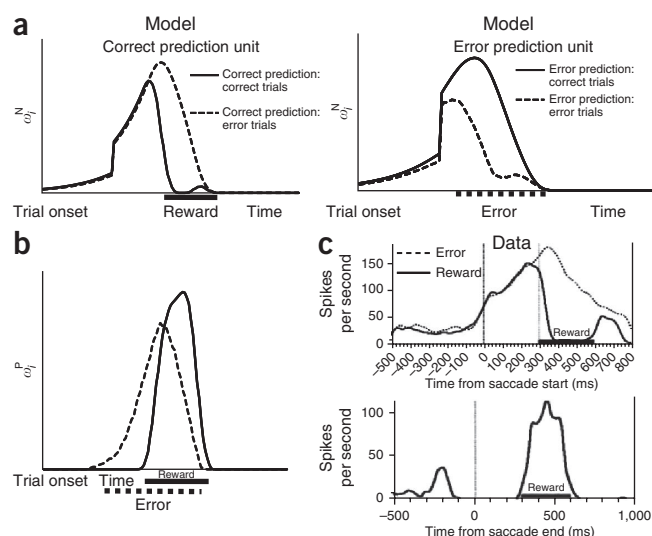 a
Model
Correct prediction unit
ω_i^N
Correct prediction:
correct trials
Correct prediction:
error trials
Trial onset
Reward
Time
Model
Error prediction unit
ω_i^N
Error prediction:
correct trials
Error prediction:
error trials
Trial onset
Error
Time
b
ω_i^P
Trial onset
Time
Reward
Error
c
Data
Error
Reward
Spikes
per second
150
100
50
0
Reward
–500 –400 –300 –200 –100 0 100 200 300 400 500 600 700 800
Time from saccade start (ms)
Spikes
per second
100
50
0
Reward
–500 0 500 1,000
Time from saccade end (ms)